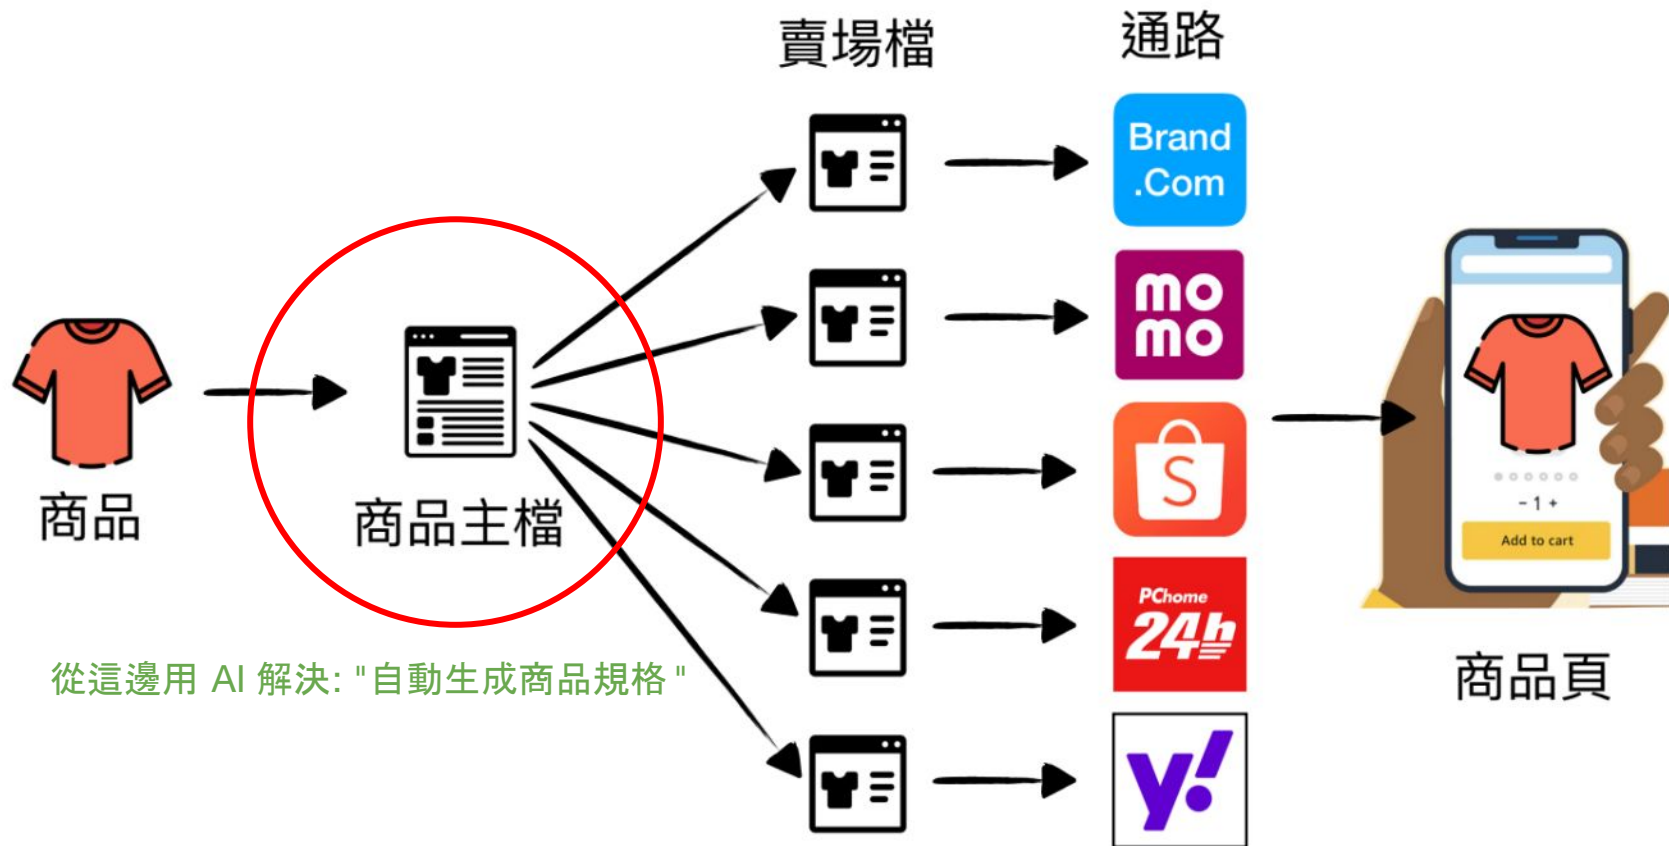 賣場檔
通路
Brand
.Com
mo
mo
S
PChome
24h
y!
商品
商品主檔
從這邊用 AI 解決: "自動生成商品規格"
- 1 +
Add to cart
商品頁